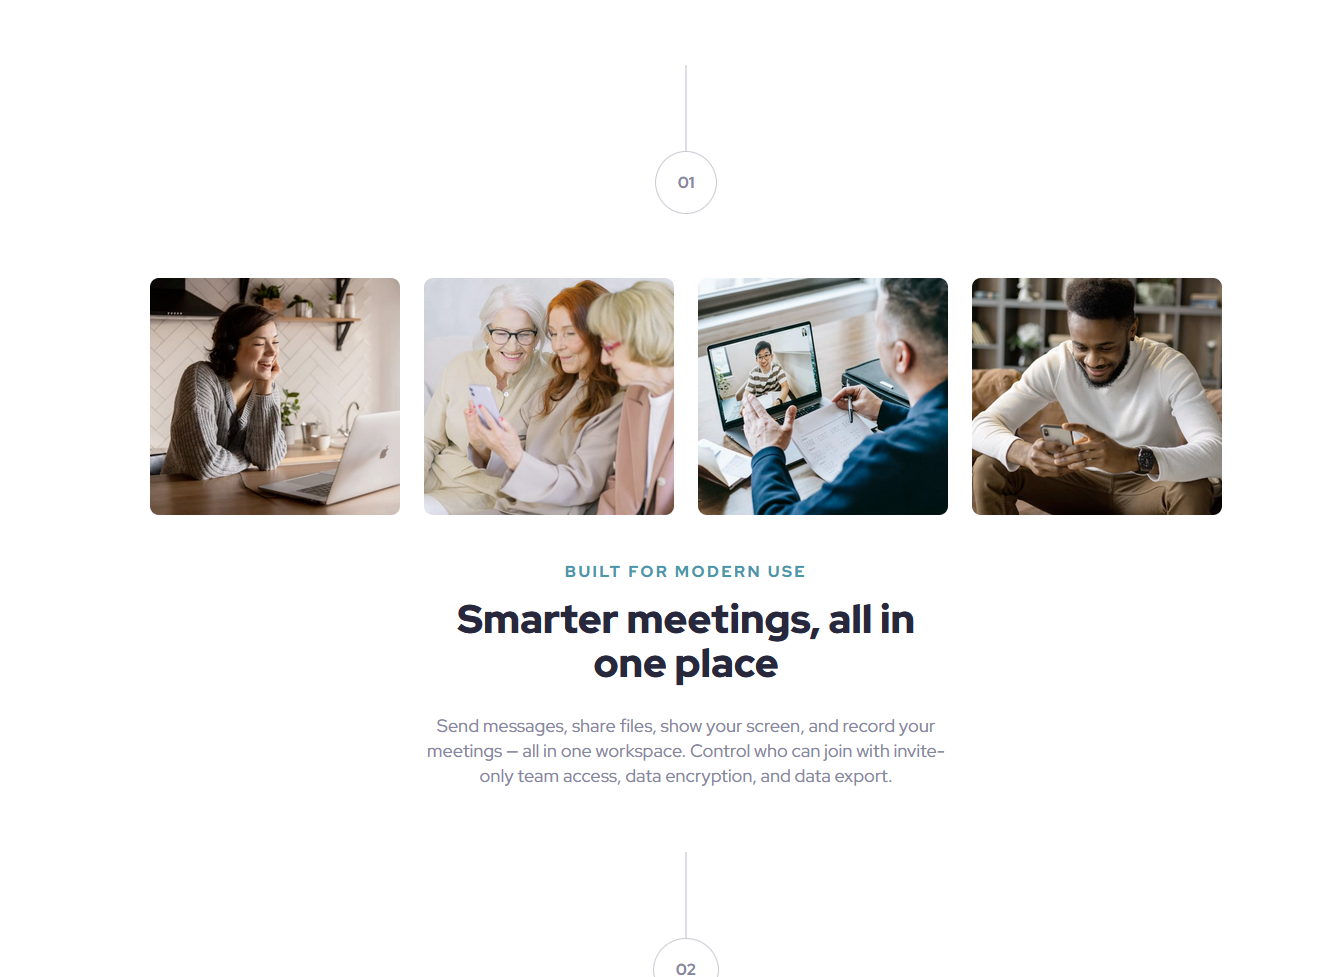 01
BUILT FOR MODERN USE
Smarter meetings, all in
one place
Send messages, share files, show your screen, and record your
meetings — all in one workspace. Control who can join with invite-
only team access, data encryption, and data export.
02